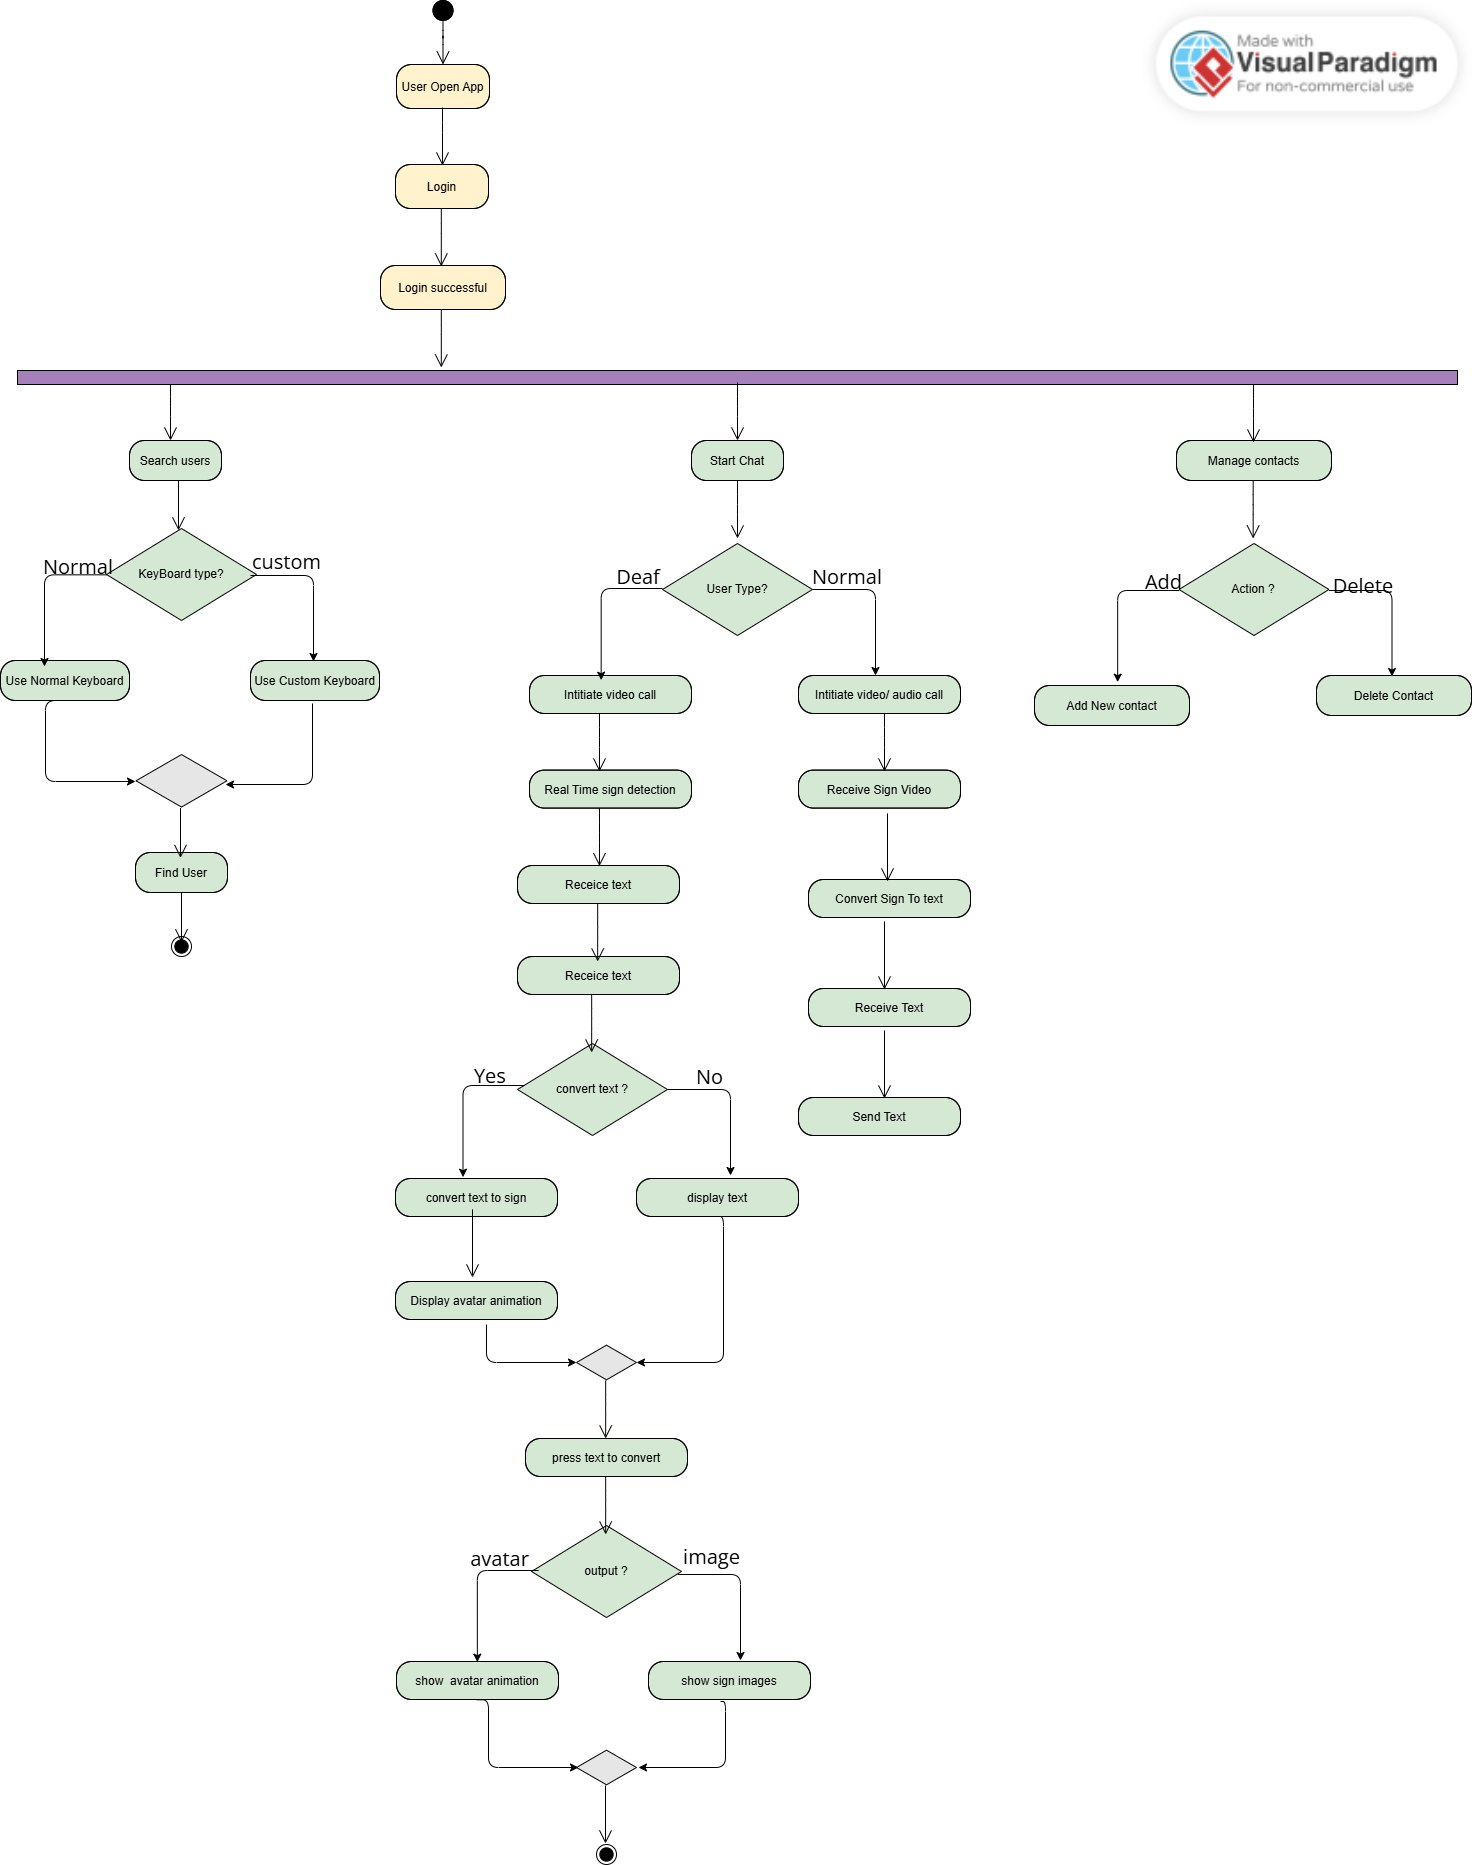 Made with
Visual Paradigm
For non-commercial use
User Open App
Login
Login successful
Search users
Start Chat
Manage contacts
Normal
custom
KeyBoard type?
Deaf
Normal
User Type?
Add
Delete
Action ?
Use Normal Keyboard
Use Custom Keyboard
Intitiate video call
Intitiate video/ audio call
Add New contact
Delete Contact
Real Time sign detection
Receive Sign Video
Find User
Receice text
Convert Sign To text
Receice text
Receive Text
Yes
No
convert text ?
Send Text
convert text to sign
display text
Display avatar animation
press text to convert
avatar
image
output ?
show  avatar animation
show sign images